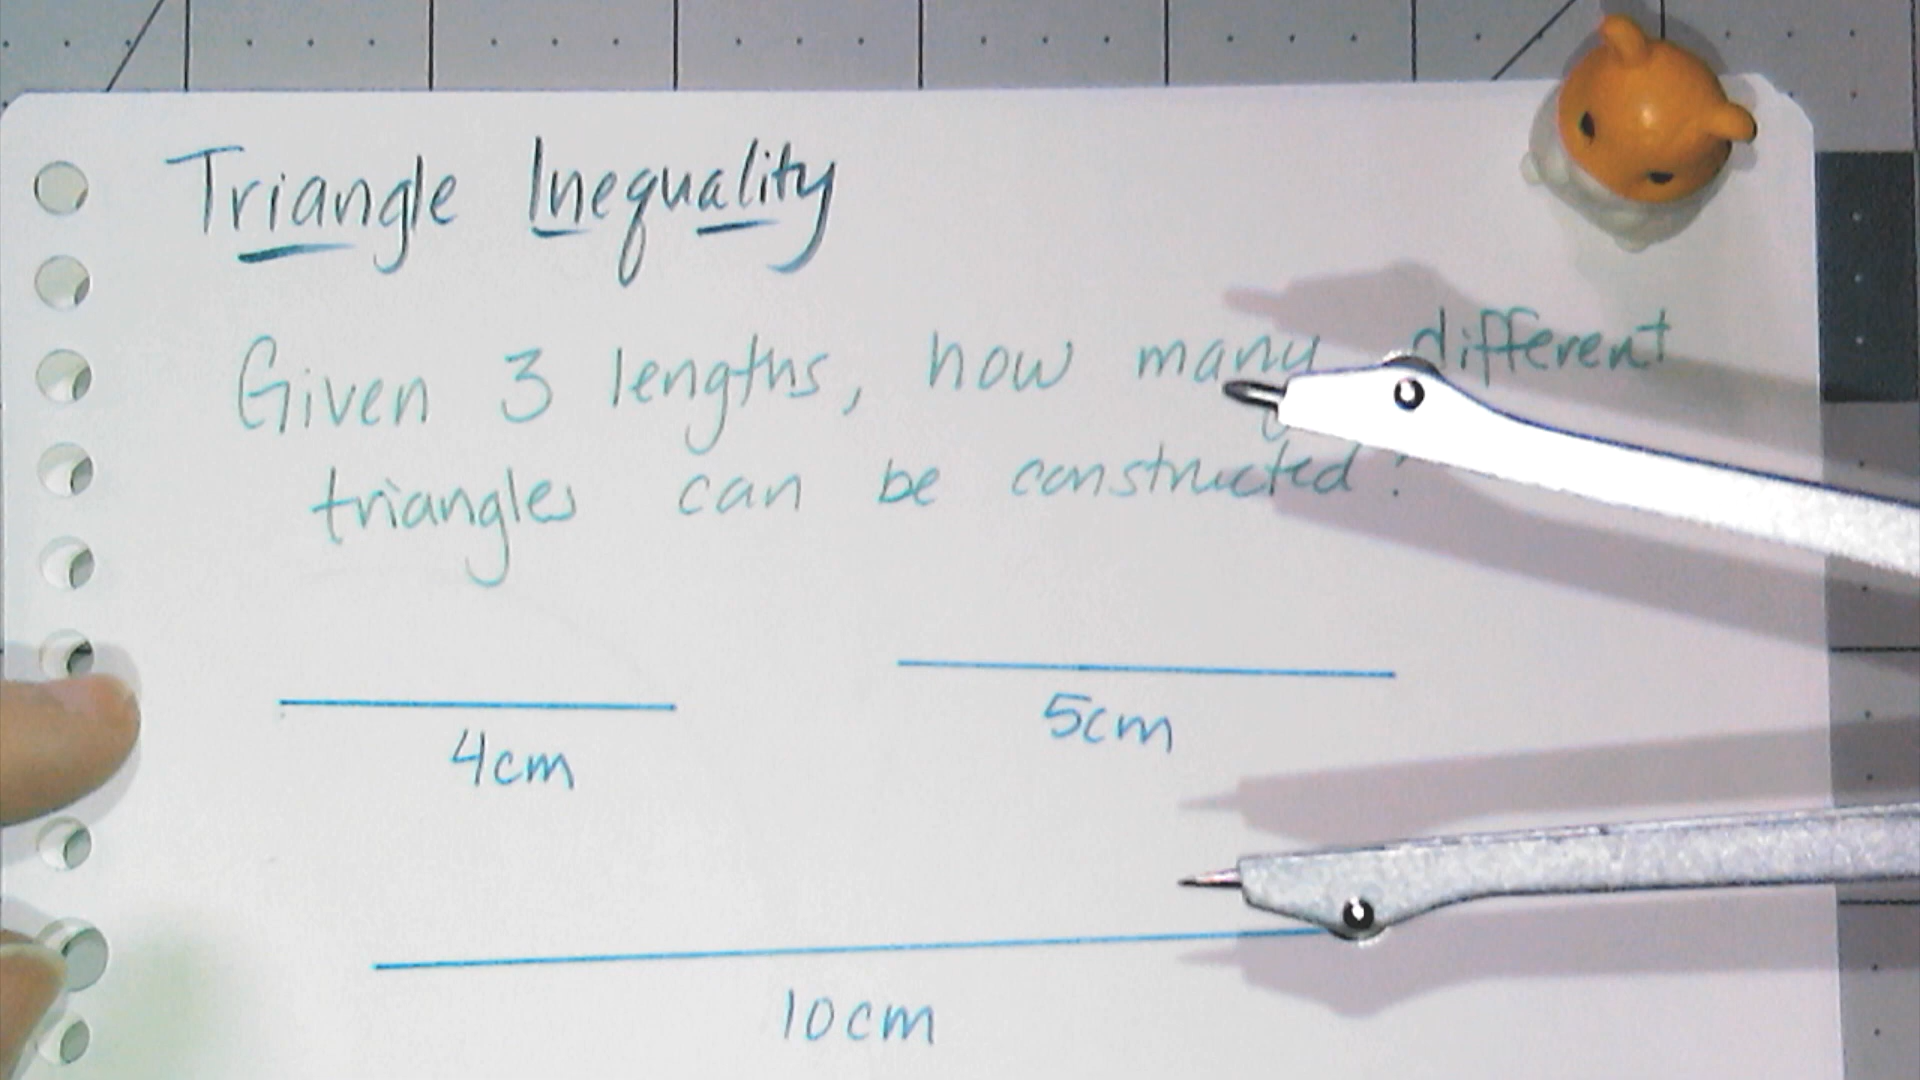 Triangle Inequality
Given 3 lengths, how many different
triangles can be constructed?
4cm
5cm
10cm